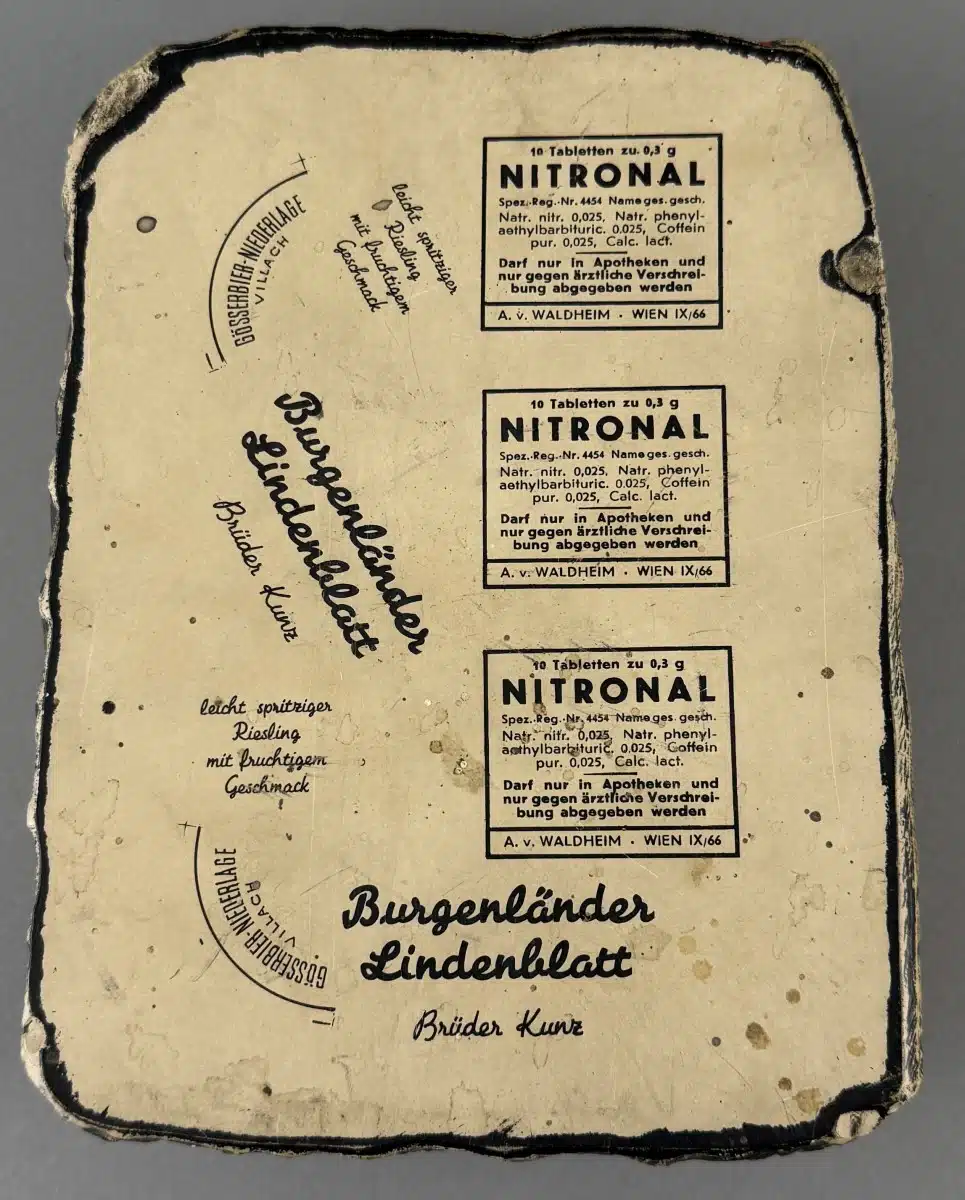 GÖSSERBIER-NIEDERLAGE
VILLACH
leicht spritziger
Riesling
mit fruchtigem
Geschmack
10 Tabletten zu 0,3 g
NITRONAL
Spez.-Reg.-Nr. 4454 Name ges. gesch.
Natr. nitr. 0,025, Natr. phenyl-
aethylbarbituric. 0.025, Coffein
pur. 0,025, Calc. lact.
Darf nur in Apotheken und
nur gegen ärztliche Verschrei-
bung abgegeben werden
A. v. WALDHEIM · WIEN IX/66
Burgenländer
Lindenblatt
Brüder Kunz
10 Tabletten zu 0,3 g
NITRONAL
Spez.-Reg.-Nr. 4454 Name ges. gesch.
Natr. nitr. 0,025, Natr. phenyl-
aethylbarbituric. 0.025, Coffein
pur. 0,025, Calc. lact.
Darf nur in Apotheken und
nur gegen ärztliche Verschrei-
bung abgegeben werden
A. v. WALDHEIM · WIEN IX/66
leicht spritziger
Riesling
mit fruchtigem
Geschmack
10 Tabletten zu 0,3 g
NITRONAL
Spez.-Reg.-Nr. 4454 Name ges. gesch.
Natr. nitr. 0,025, Natr. phenyl-
aethylbarbituric. 0.025, Coffein
pur. 0,025, Calc. lact.
Darf nur in Apotheken und
nur gegen ärztliche Verschrei-
bung abgegeben werden
A. v. WALDHEIM · WIEN IX/66
GÖSSERBIER-NIEDERLAGE
VILLACH
Burgenländer
Lindenblatt
Brüder Kunz